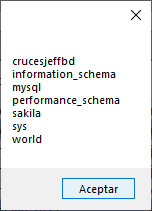 crucesjeffbd
information_schema
mysql
performance_schema
sakila
sys
world
Aceptar